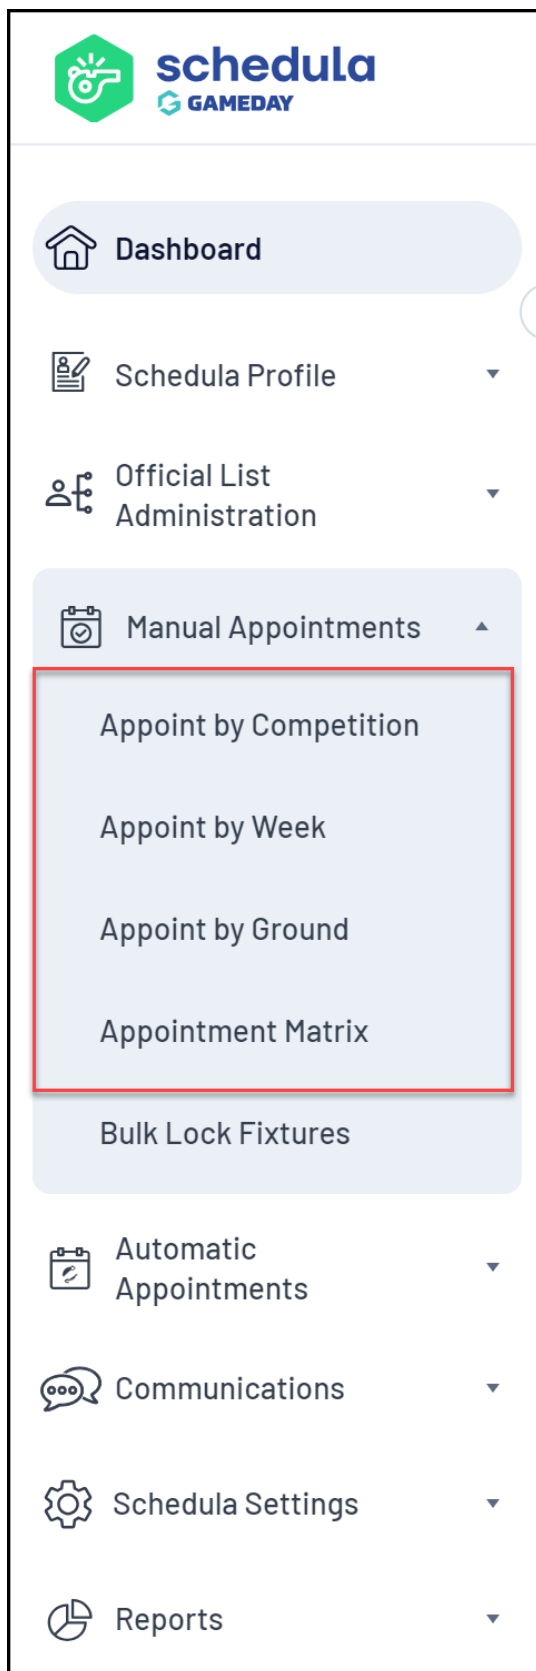 schedula
GAMEDAY
Dashboard
Schedula Profile
Official List
Administration
Manual Appointments
Appoint by Competition
Appoint by Week
Appoint by Ground
Appointment Matrix
Bulk Lock Fixtures
Automatic
Appointments
Communications
Schedula Settings
Reports